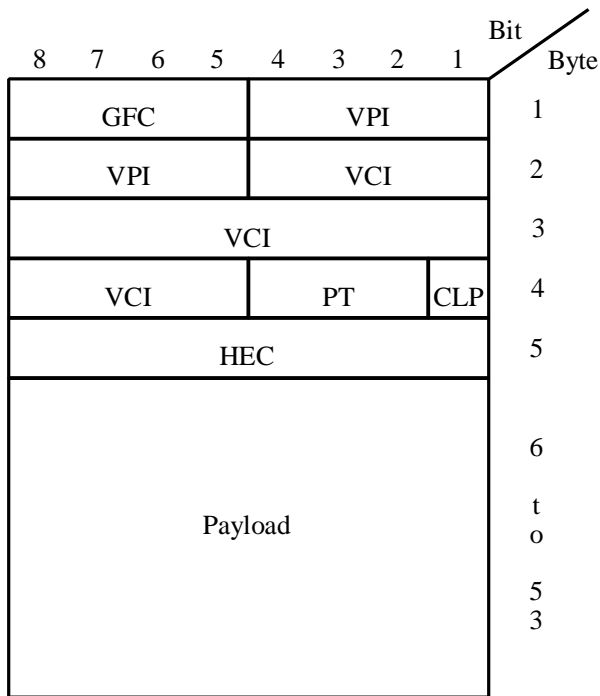 Bit
8 7 6 5 4 3 2 1 Byte
GFC VPI 1
VPI VCI 2
VCI 3
VCI PT CLP 4
HEC 5
6
Payload
t
o
5
3